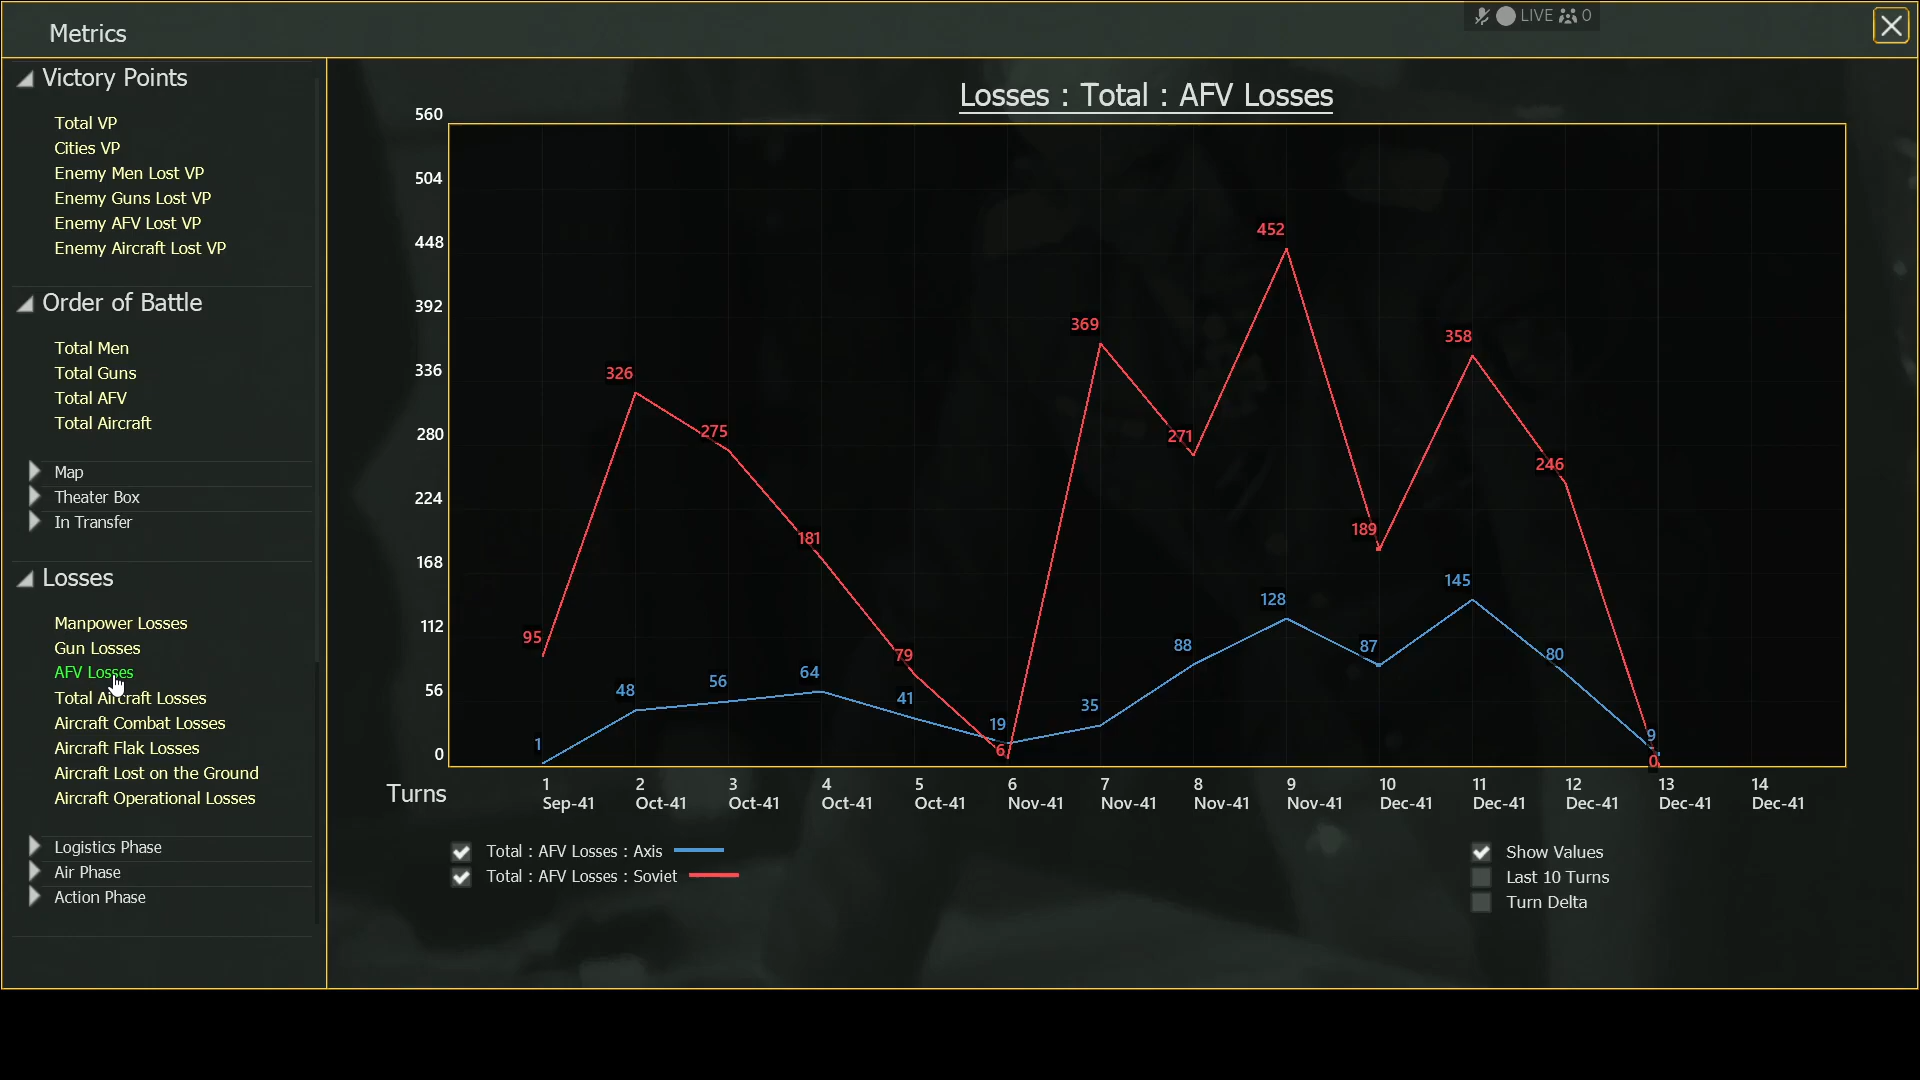 Metrics
LIVE 0
Victory Points
Total VP
Cities VP
Enemy Men Lost VP
Enemy Guns Lost VP
Enemy AFV Lost VP
Enemy Aircraft Lost VP
Order of Battle
Total Men
Total Guns
Total AFV
Total Aircraft
Map
Theater Box
In Transfer
Losses
Manpower Losses
Gun Losses
AFV Losses
Total Aircraft Losses
Aircraft Combat Losses
Aircraft Flak Losses
Aircraft Lost on the Ground
Aircraft Operational Losses
Logistics Phase
Air Phase
Action Phase
Losses : Total : AFV Losses
560
504
448
392
336
280
224
168
112
56
0
95
326
275
181
79
6
369
271
452
189
358
246
0
1
48
56
64
41
19
35
88
128
87
145
80
9
Turns
1 2 3 4 5 6 7 8 9 10 11 12 13 14
Sep-41 Oct-41 Oct-41 Oct-41 Oct-41 Nov-41 Nov-41 Nov-41 Nov-41 Dec-41 Dec-41 Dec-41 Dec-41 Dec-41
Total : AFV Losses : Axis
Total : AFV Losses : Soviet
Show Values
Last 10 Turns
Turn Delta